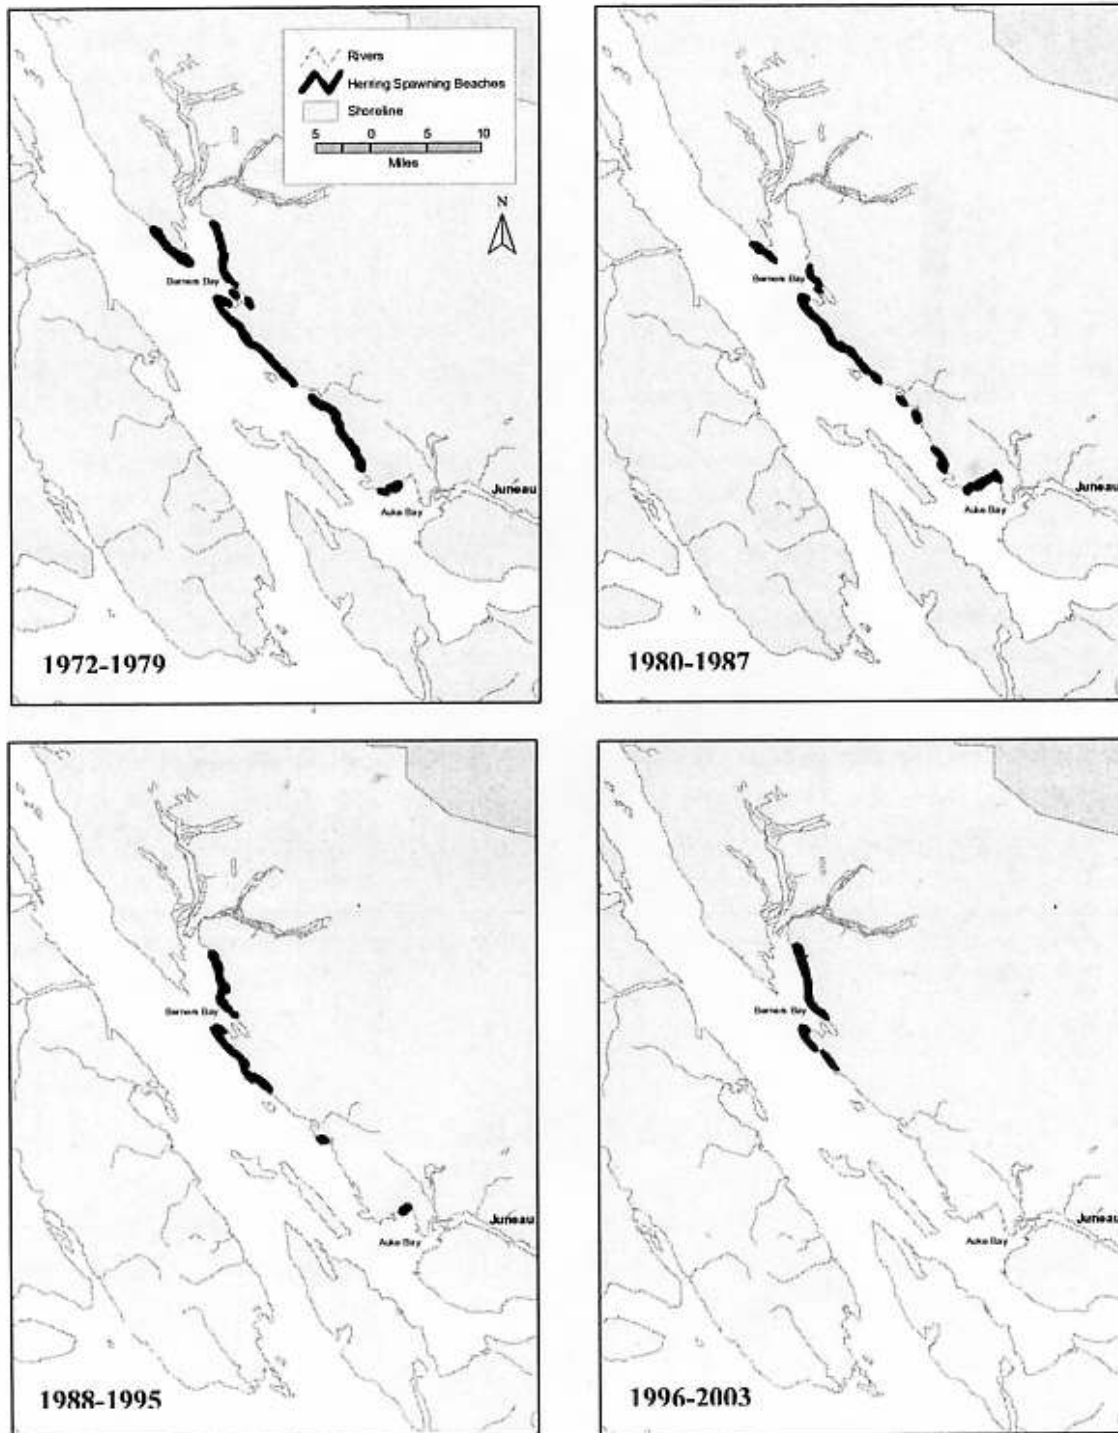 Rivers
Herring Spawning Beaches
Shoreline
5 0 5 10
Miles
N
Berners Bay
Juneau
Auke Bay
1972-1979
Berners Bay
Juneau
Auke Bay
1980-1987
Berners Bay
Juneau
Auke Bay
1988-1995
Berners Bay
Juneau
Auke Bay
1996-2003